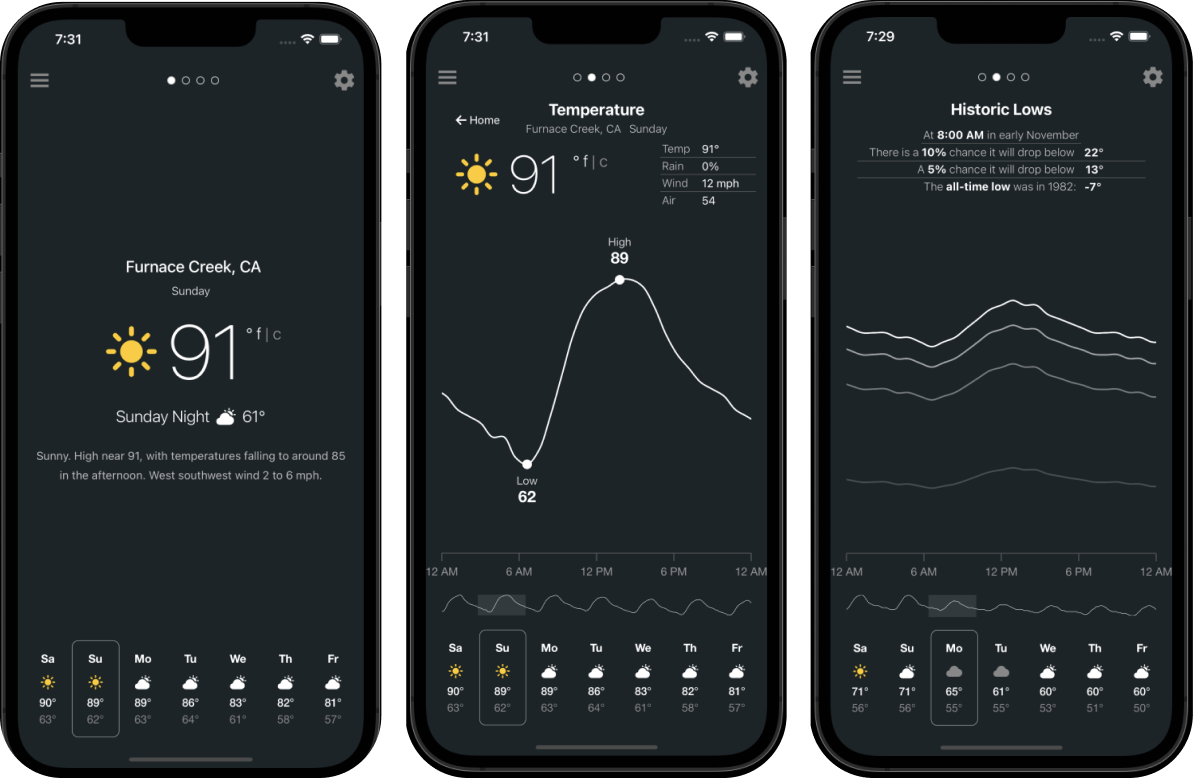 7:31
Furnace Creek, CA
Sunday
91 ° f | c
Sunday Night 61°
Sunny. High near 91, with temperatures falling to around 85
in the afternoon. West southwest wind 2 to 6 mph.
Sa Su Mo Tu We Th Fr
90° 89° 89° 86° 83° 82° 81°
63° 62° 63° 64° 61° 58° 57°
7:31
Temperature
← Home
Furnace Creek, CA Sunday
91 ° f | c
Temp 91°
Rain 0%
Wind 12 mph
Air 54
High
89
Low
62
12 AM 6 AM 12 PM 6 PM 12 AM
Sa Su Mo Tu We Th Fr
90° 89° 89° 86° 83° 82° 81°
63° 62° 63° 64° 61° 58° 57°
7:29
Historic Lows
At 8:00 AM in early November
There is a 10% chance it will drop below 22°
A 5% chance it will drop below 13°
The all-time low was in 1982: -7°
12 AM 6 AM 12 PM 6 PM 12 AM
Sa Su Mo Tu We Th Fr
71° 71° 65° 61° 60° 60° 60°
56° 56° 55° 55° 53° 51° 50°